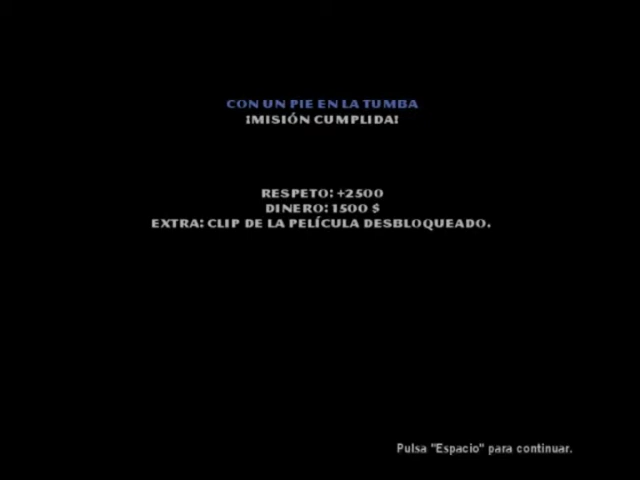 CON UN PIE EN LA TUMBA
¡MISIÓN CUMPLIDA!
RESPETO: +2500
DINERO: 1500 $
EXTRA: CLIP DE LA PELÍCULA DESBLOQUEADO.
Pulsa "Espacio" para continuar.